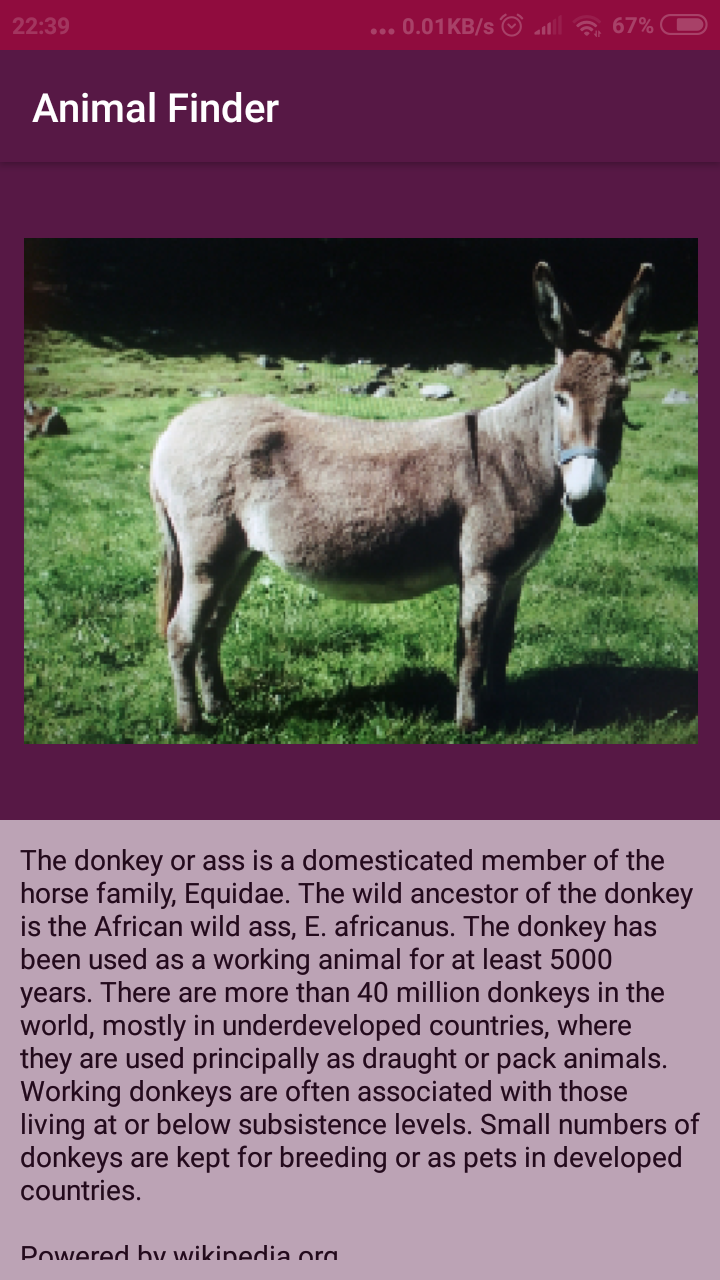 22:39 ... 0.01KB/s 67%
Animal Finder
The donkey or ass is a domesticated member of the
horse family, Equidae. The wild ancestor of the donkey
is the African wild ass, E. africanus. The donkey has
been used as a working animal for at least 5000
years. There are more than 40 million donkeys in the
world, mostly in underdeveloped countries, where
they are used principally as draught or pack animals.
Working donkeys are often associated with those
living at or below subsistence levels. Small numbers of
donkeys are kept for breeding or as pets in developed
countries.
Powered by wikipedia.org